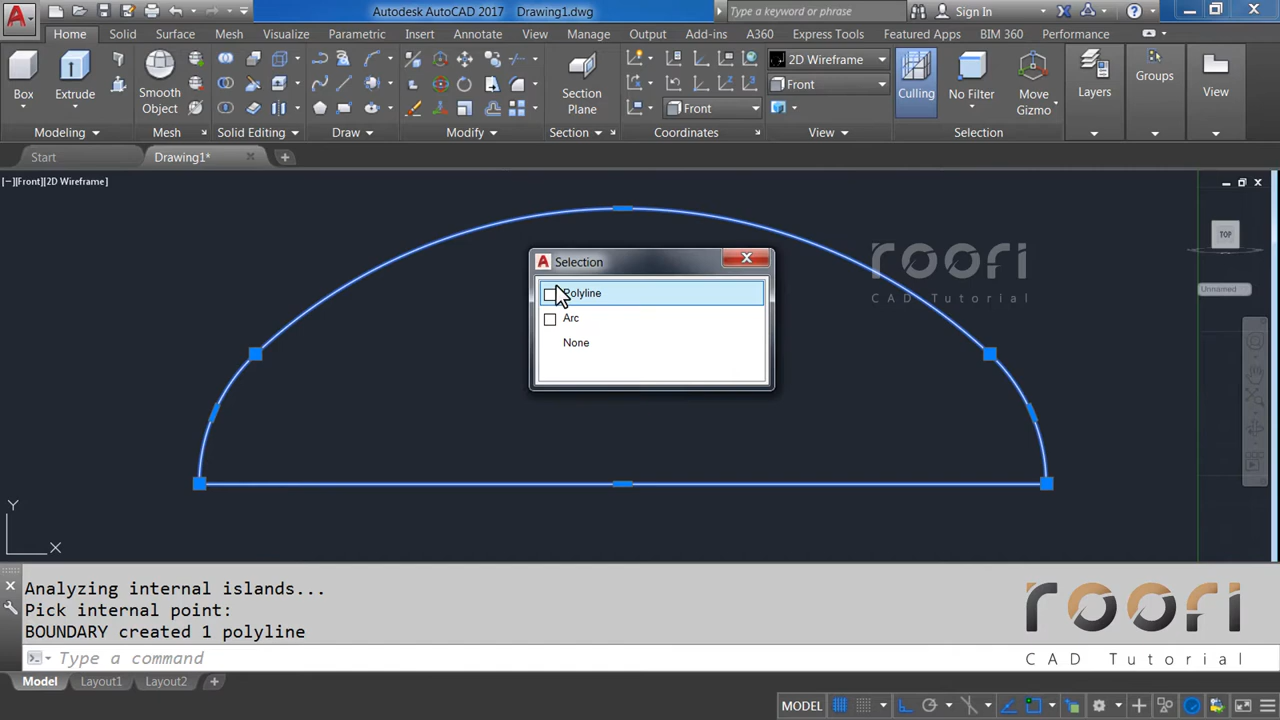 A
Autodesk AutoCAD 2017 Drawing1.dwg
Type a keyword or phrase
Sign In
Home Solid Surface Mesh Visualize Parametric Insert Annotate View Manage Output Add-ins A360 Express Tools Featured Apps BIM 360 Performance
Box
Extrude
Smooth
Object
Section
Plane
2D Wireframe
Front
Front
Culling
No Filter
Move
Gizmo
Layers
Groups
View
Modeling
Mesh
Solid Editing
Draw
Modify
Section
Coordinates
View
Selection
Start
Drawing1*
[−][Front][2D Wireframe]
TOP
Unnamed
roori
CAD Tutorial
A Selection
Polyline
Arc
None
Y
X
Analyzing internal islands...
Pick internal point:
BOUNDARY created 1 polyline
Type a command
roori
CAD Tutorial
Model Layout1 Layout2
MODEL